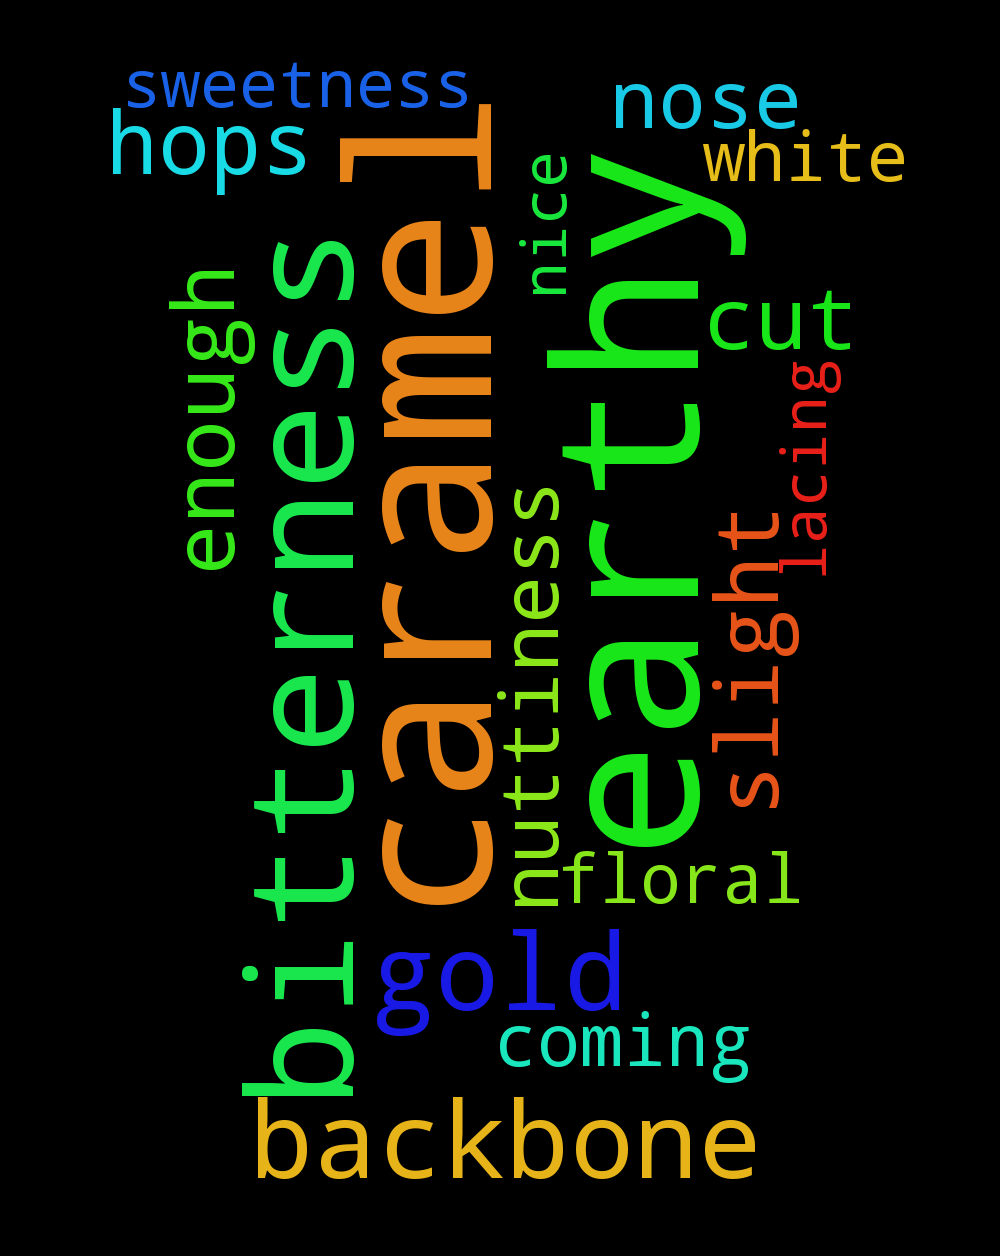 sweetness
nose
hops
white
caramel
nice
earthy
bitterness
enough
cut
lacing
nuttiness
slight
floral
gold
coming
backbone